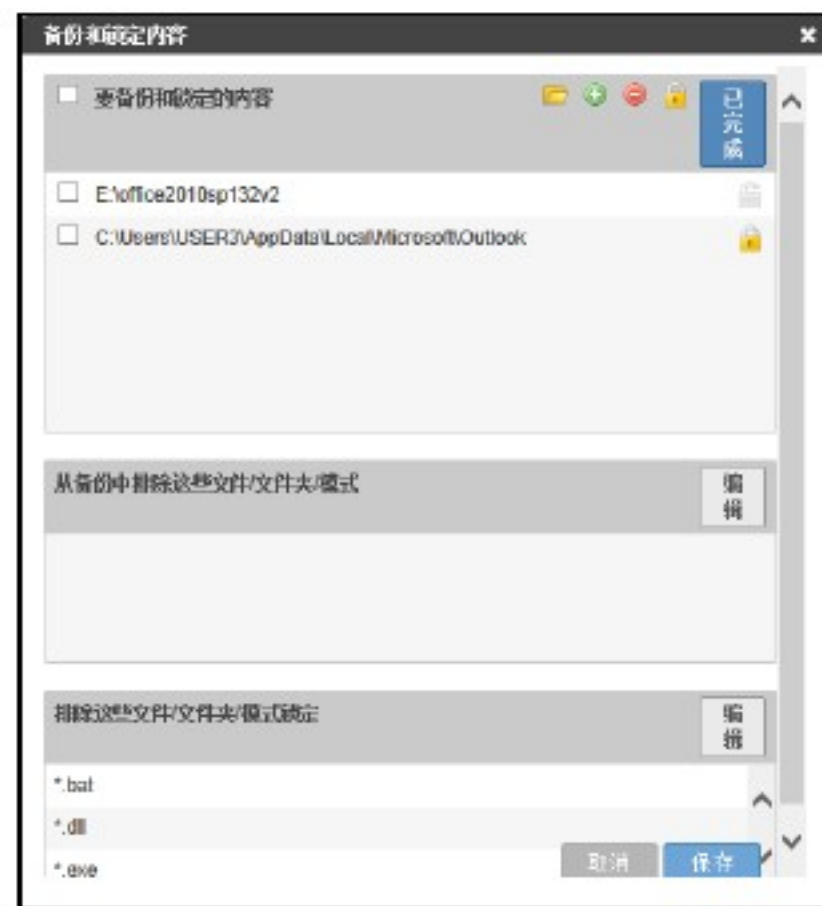 备份和锁定内容
要备份和锁定的内容
已完成
E:\office2010sp132v2
C:\Users\USER3\AppData\Local\Microsoft\Outlook
从备份中排除这些文件/文件夹/模式
编辑
排除这些文件/文件夹/模式锁定
编辑
*.bat
*.dll
*.exe
取消
保存